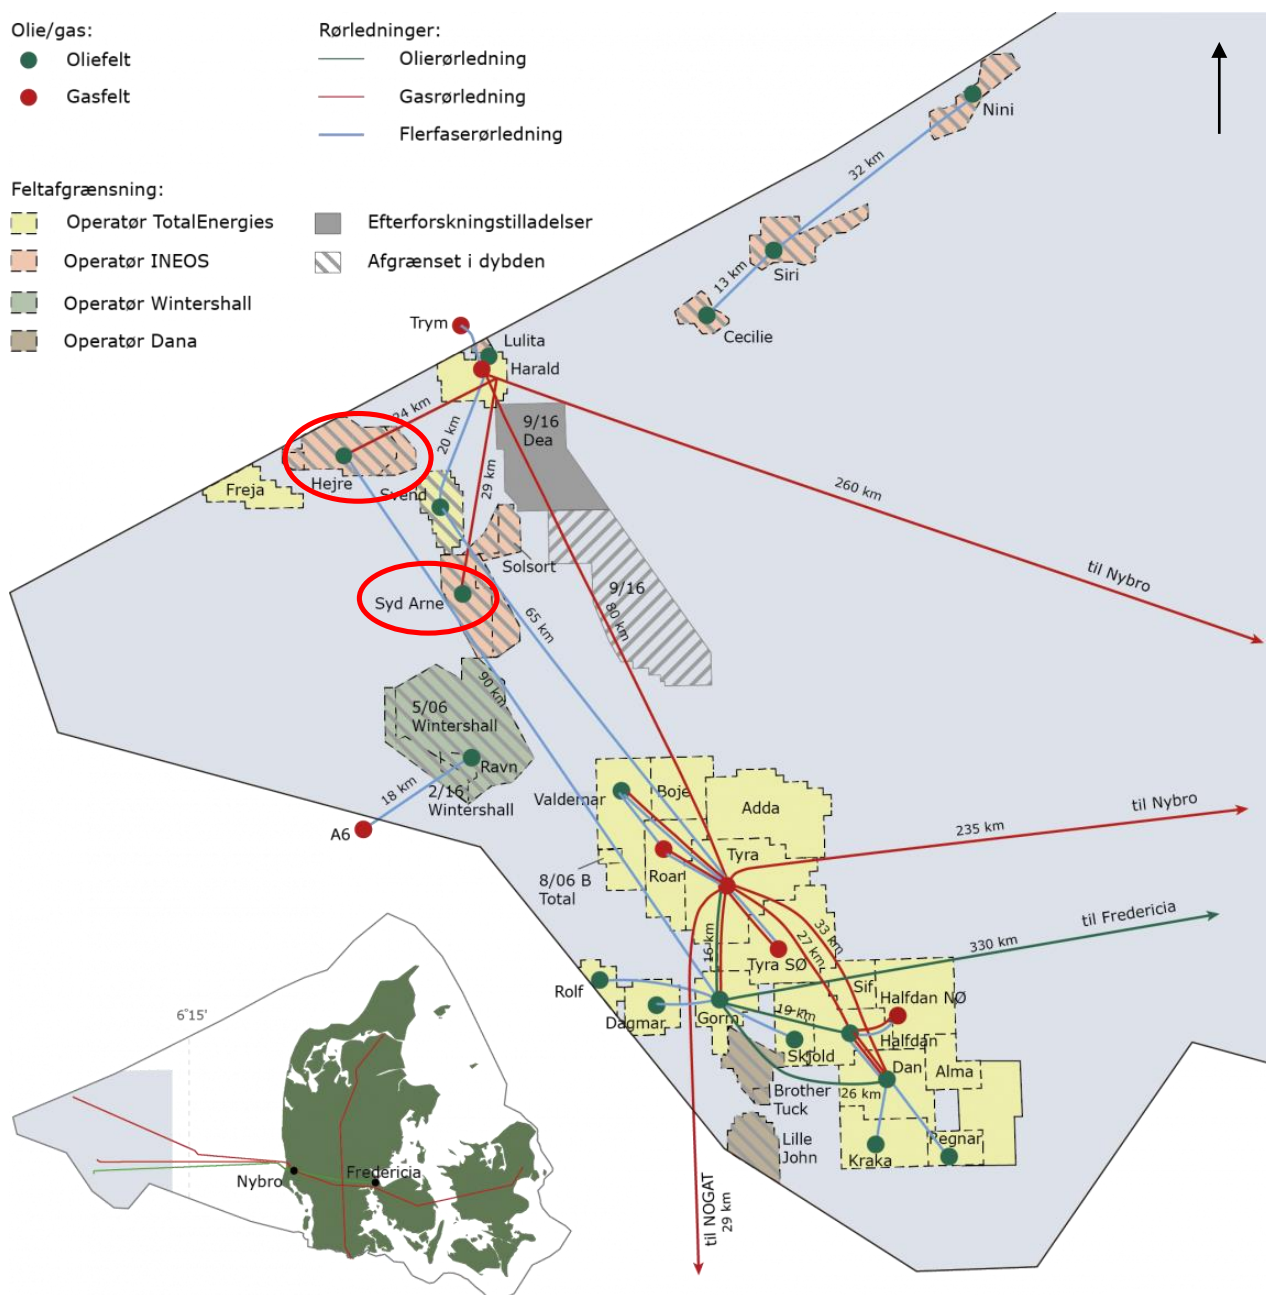 Olie/gas:
Oliefelt
Gasfelt
Rørledninger:
Olierørledning
Gasrørledning
Flerfaserørledning
Feltafgrænsning:
Operatør TotalEnergies
Operatør INEOS
Operatør Wintershall
Operatør Dana
Efterforskningstilladelser
Afgrænset i dybden
Nini
32 km
Siri
13 km
Cecilie
Trym
Lulita
Harald
24 km
20 km
29 km
9/16
Dea
Hejre
Freja
Svend
260 km
til Nybro
Solsort
9/16
Syd Arne
65 km
80 km
90 km
5/06
Wintershall
Ravn
18 km
2/16
Wintershall
A6
Valdemar
Boje
Adda
til Nybro
235 km
Tyra
Roar
8/06 B
Total
til Fredericia
330 km
33 km
27 km
16 km
Tyra SØ
Rolf
Dagmar
Gorm
19 km
Sif
Halfdan NØ
Halfdan
Skjold
Dan
Alma
26 km
Brother
Tuck
Lille
John
Kraka
Regnar
til NOGAT
29 km
6°15'
Nybro
Fredericia